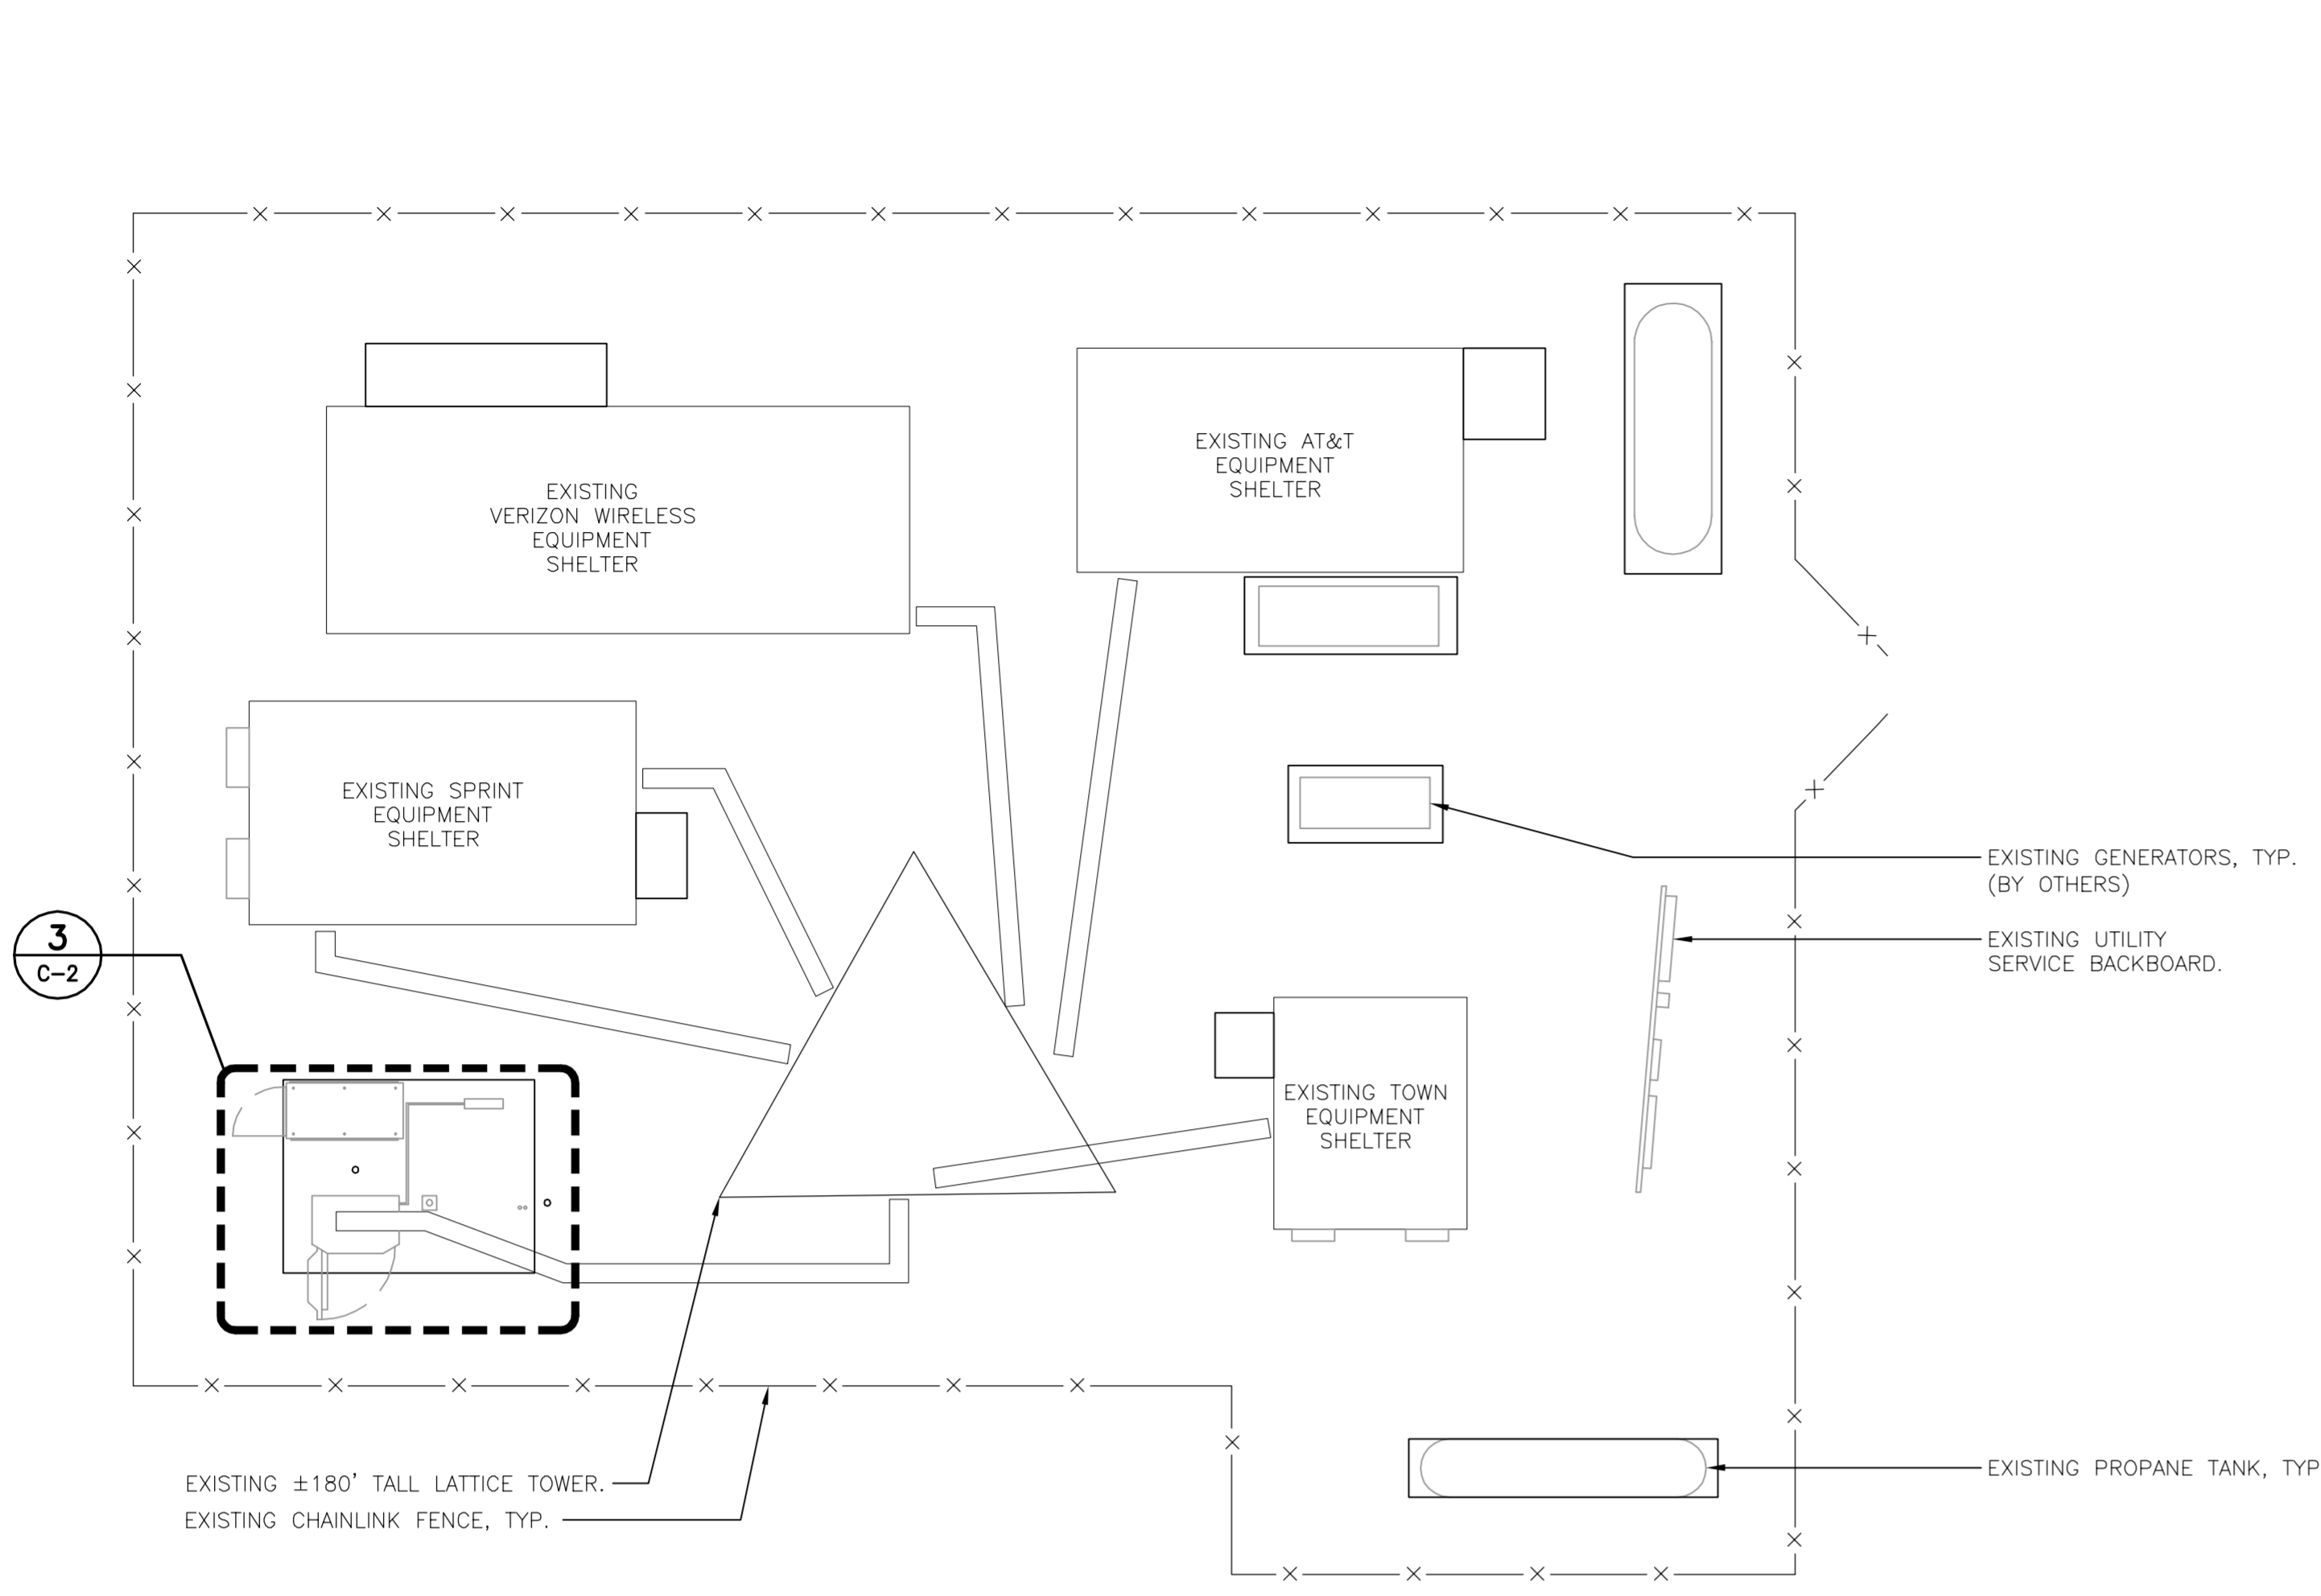 EXISTING AT&T
EQUIPMENT
SHELTER
EXISTING
VERIZON WIRELESS
EQUIPMENT
SHELTER
EXISTING SPRINT
EQUIPMENT
SHELTER
EXISTING GENERATORS, TYP.
(BY OTHERS)
3
C-2
EXISTING UTILITY
SERVICE BACKBOARD.
EXISTING TOWN
EQUIPMENT
SHELTER
EXISTING PROPANE TANK, TYP
EXISTING ±180' TALL LATTICE TOWER.
EXISTING CHAINLINK FENCE, TYP.